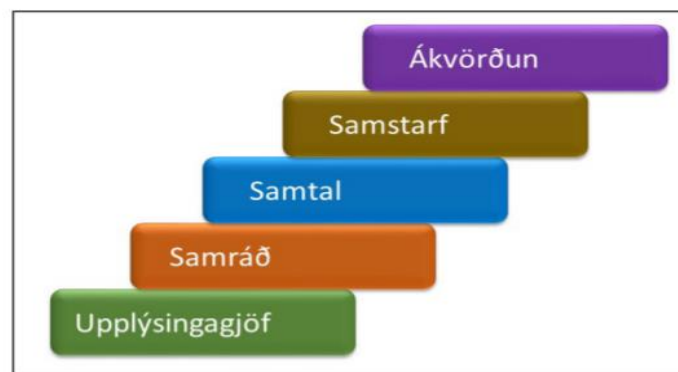 Ákvörðun
Samstarf
Samtal
Samráð
Upplýsingagjöf